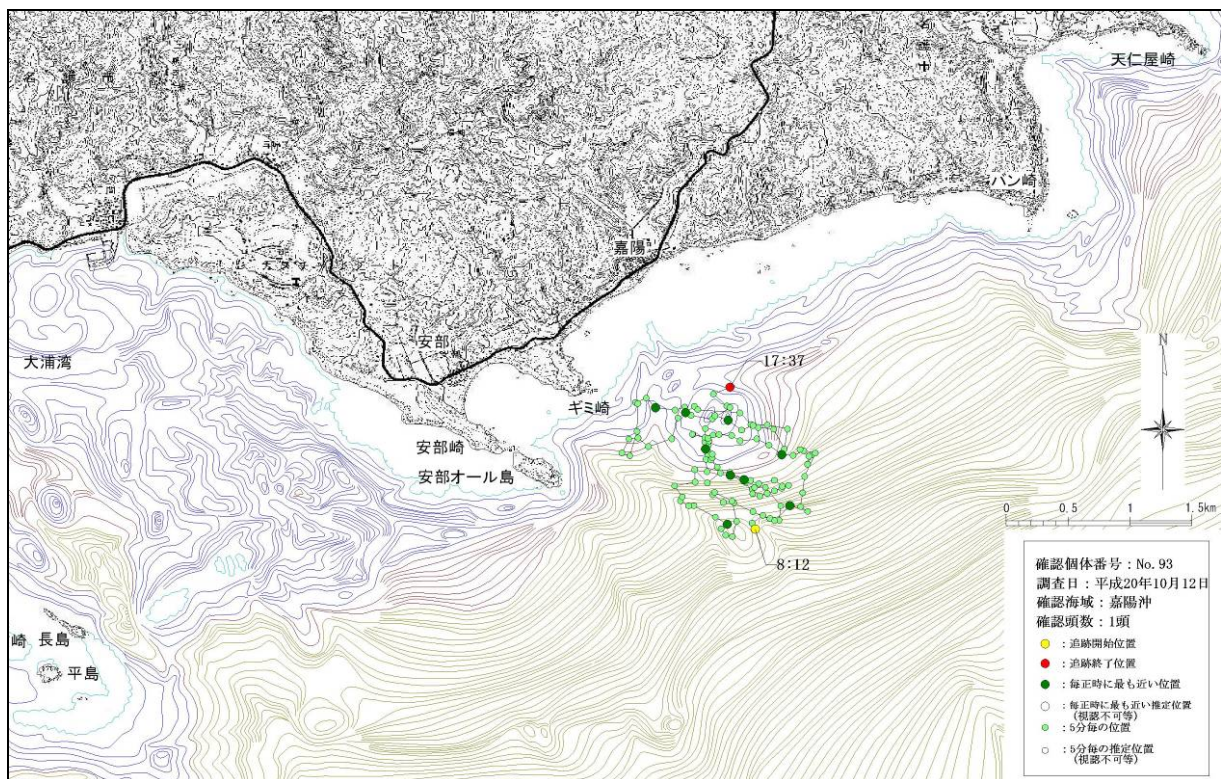 天仁屋崎
バン崎
嘉陽
安部
大浦湾
ギミ崎
17:37
安部崎
安部オール島
8:12
崎
長島
平島
N
0 0.5 1 1.5km
確認個体番号：No.93
調査日：平成20年10月12日
確認海域：嘉陽沖
確認頭数：1頭
：追跡開始位置
：追跡終了位置
：毎正時に最も近い位置
：毎正時に最も近い推定位置
(視認不可等)
：5分毎の位置
：5分毎の推定位置
(視認不可等)